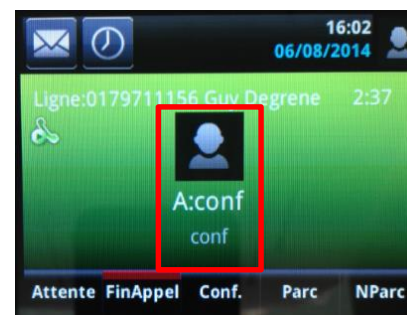 16:02
06/08/2014
Ligne:0179711156 Guy Degrene 2:37
A:conf
conf
Attente FinAppel Conf. Parc NParc